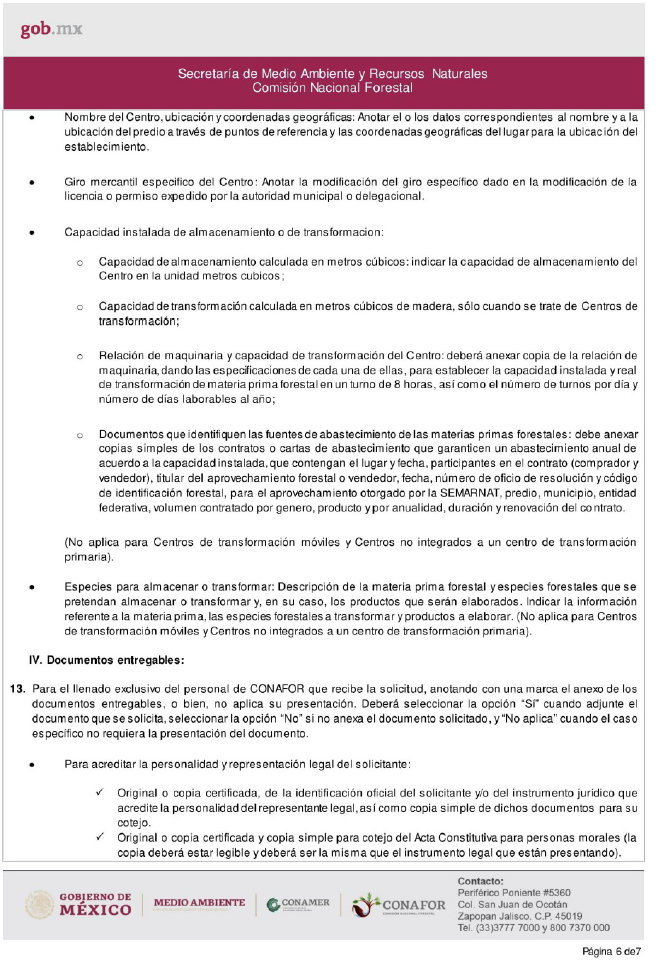 gob.mx
Secretaría de Medio Ambiente y Recursos Naturales
Comisión Nacional Forestal
• Nombre del Centro, ubicación y coordenadas geográficas: Anotar el o los datos correspondientes al nombre y a la
ubicación del predio a través de puntos de referencia y las coordenadas geográficas del lugar para la ubicación del
establecimiento.
• Giro mercantil especifico del Centro: Anotar la modificación del giro específico dado en la modificación de la
licencia o permiso expedido por la autoridad municipal o delegacional.
• Capacidad instalada de almacenamiento o de transformacion:
o Capacidad de almacenamiento calculada en metros cúbicos: indicar la capacidad de almacenamiento del
Centro en la unidad metros cubicos;
o Capacidad de transformación calculada en metros cúbicos de madera, sólo cuando se trate de Centros de
transformación;
o Relación de maquinaria y capacidad de transformación del Centro: deberá anexar copia de la relación de
maquinaria, dando las especificaciones de cada una de ellas, para establecer la capacidad instalada y real
de transformación de materia prima forestal en un turno de 8 horas, así como el número de turnos por día y
número de días laborables al año;
o Documentos que identifiquen las fuentes de abastecimiento de las materias primas forestales: debe anexar
copias simples de los contratos o cartas de abastecimiento que garanticen un abastecimiento anual de
acuerdo a la capacidad instalada, que contengan el lugar y fecha, participantes en el contrato (comprador y
vendedor), titular del aprovechamiento forestal o vendedor, fecha, número de oficio de resolución y código
de identificación forestal, para el aprovechamiento otorgado por la SEMARNAT, predio, municipio, entidad
federativa, volumen contratado por genero, producto y por anualidad, duración y renovación del contrato.
(No aplica para Centros de transformación móviles y Centros no integrados a un centro de transformación
primaria).
• Especies para almacenar o transformar: Descripción de la materia prima forestal y especies forestales que se
pretendan almacenar o transformar y, en su caso, los productos que serán elaborados. Indicar la información
referente a la materia prima, las especies forestales a transformar y productos a elaborar. (No aplica para Centros
de transformación móviles y Centros no integrados a un centro de transformación primaria).
IV. Documentos entregables:
13. Para el llenado exclusivo del personal de CONAFOR que recibe la solicitud, anotando con una marca el anexo de los
documentos entregables, o bien, no aplica su presentación. Deberá seleccionar la opción “Sí” cuando adjunte el
documento que se solicita, seleccionar la opción “No” si no anexa el documento solicitado, y “No aplica” cuando el caso
específico no requiera la presentación del documento.
• Para acreditar la personalidad y representación legal del solicitante:
✓ Original o copia certificada, de la identificación oficial del solicitante y/o del instrumento jurídico que
acredite la personalidad del representante legal, así como copia simple de dichos documentos para su
cotejo.
✓ Original o copia certificada y copia simple para cotejo del Acta Constitutiva para personas morales (la
copia deberá estar legible y deberá ser la misma que el instrumento legal que están presentando).
GOBIERNO DE
MÉXICO
MEDIO AMBIENTE
CONAMER
CONAFOR
Contacto:
Periférico Poniente #5360
Col. San Juan de Ocotán
Zapopan Jalisco. C.P. 45019
Tel. (33)3777 7000 y 800 7370 000
Página 6 de7